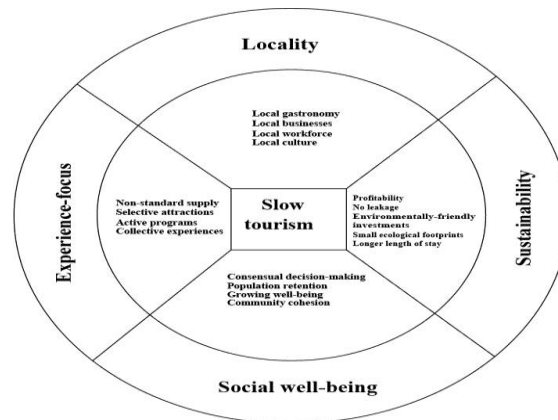 Locality
Local gastronomy
Local businesses
Local workforce
Local culture
Experience-focus
Non-standard supply
Selective attractions
Active programs
Collective experiences
Slow
tourism
Profitability
No leakage
Environmentally-friendly
investments
Small ecological footprints
Longer length of stay
Sustainability
Consensual decision-making
Population retention
Growing well-being
Community cohesion
Social well-being